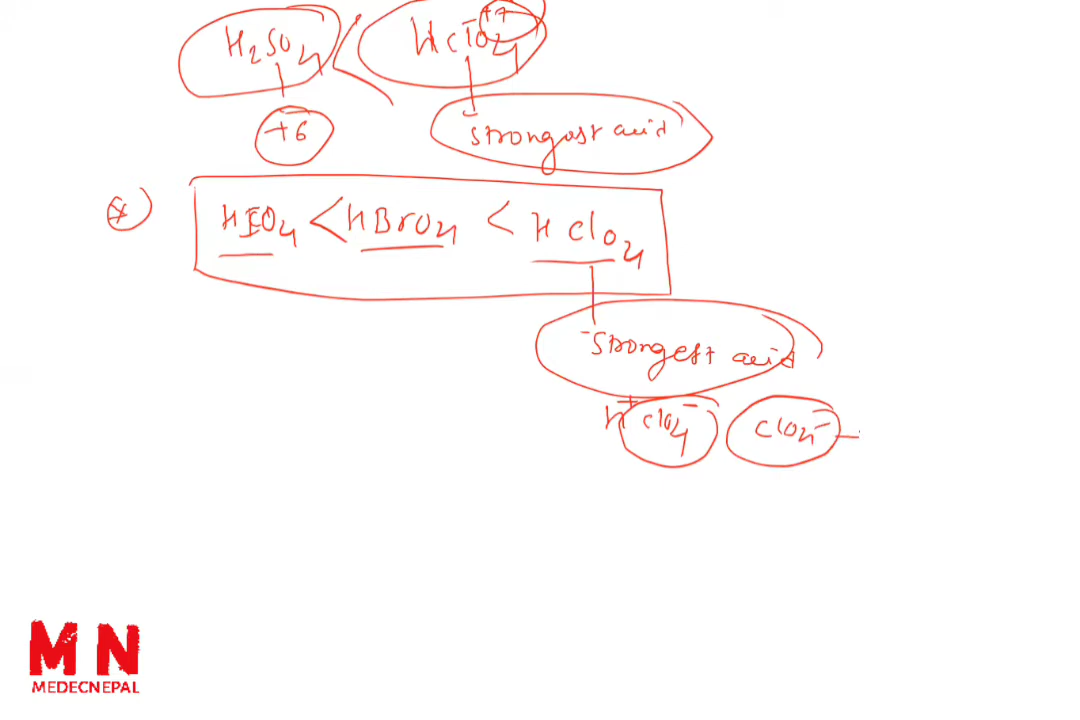 H₂SO₄ < HClO₄ +7
+6
strongest acid
* ) HIO₄ < HBrO₄ < HClO₄
strongest acid
H⁺ ClO₄⁻ ClO₄⁻
MN
MEDECNEPAL